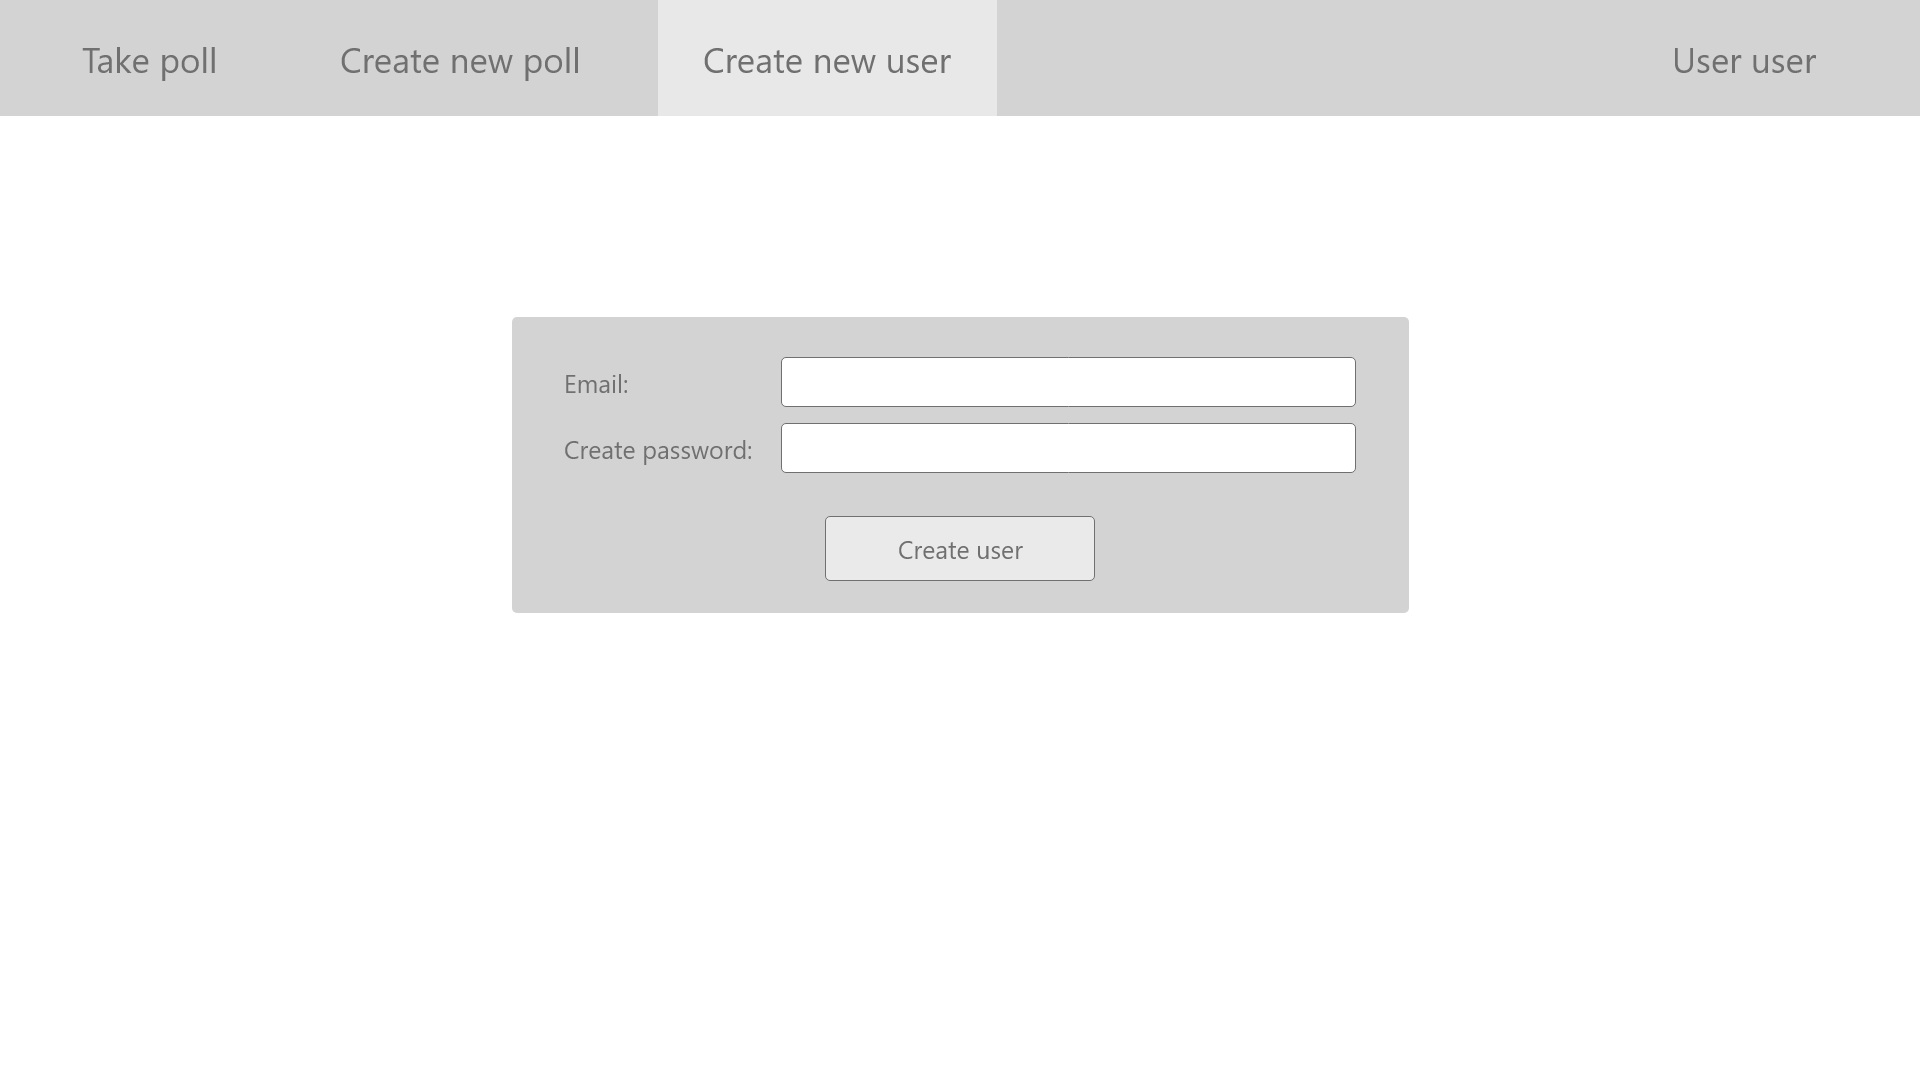 Take poll
Create new poll
Create new user
User user
Email:
Create password:
Create user